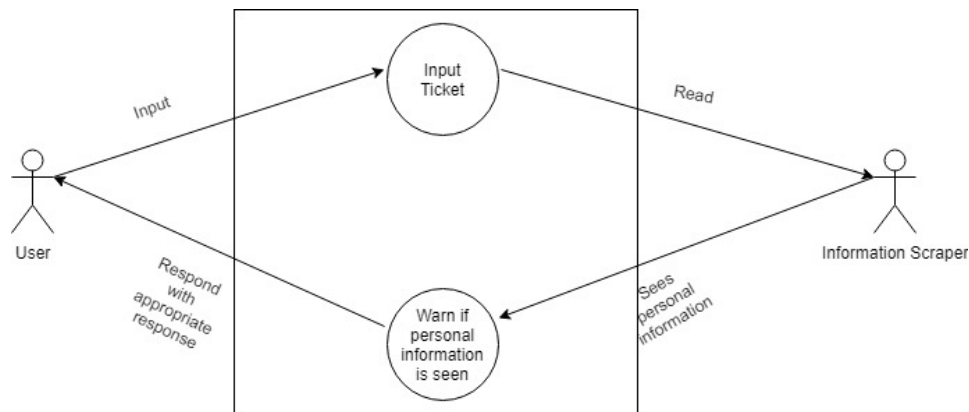 Input
Ticket
Input
Read
User
Information Scraper
Respond
with
appropriate
response
Warn if
personal
information
is seen
Sees
personal
information